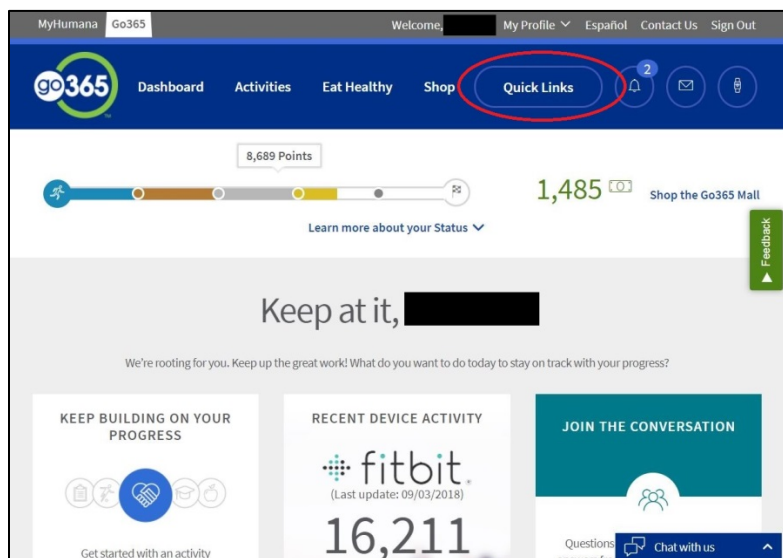 MyHumana Go365 Welcome, My Profile Español Contact Us Sign Out
go365 Dashboard Activities Eat Healthy Shop Quick Links 2
TM
8,689 Points
1,485 Shop the Go365 Mall
Learn more about your Status
Feedback
Keep at it,
We're rooting for you. Keep up the great work! What do you want to do today to stay on track with your progress?
KEEP BUILDING ON YOUR
PROGRESS
Get started with an activity
RECENT DEVICE ACTIVITY
fitbit.
(Last update: 09/03/2018)
16,211
JOIN THE CONVERSATION
Questions
Chat with us